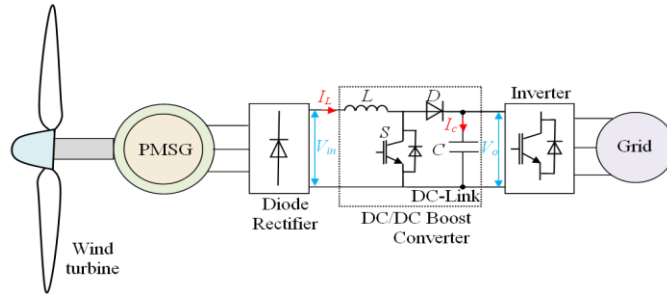 Wind
turbine
PMSG
Diode
Rectifier
I_L
L
D
V_in
S
I_c
C
V_o
DC-Link
DC/DC Boost
Converter
Inverter
Grid